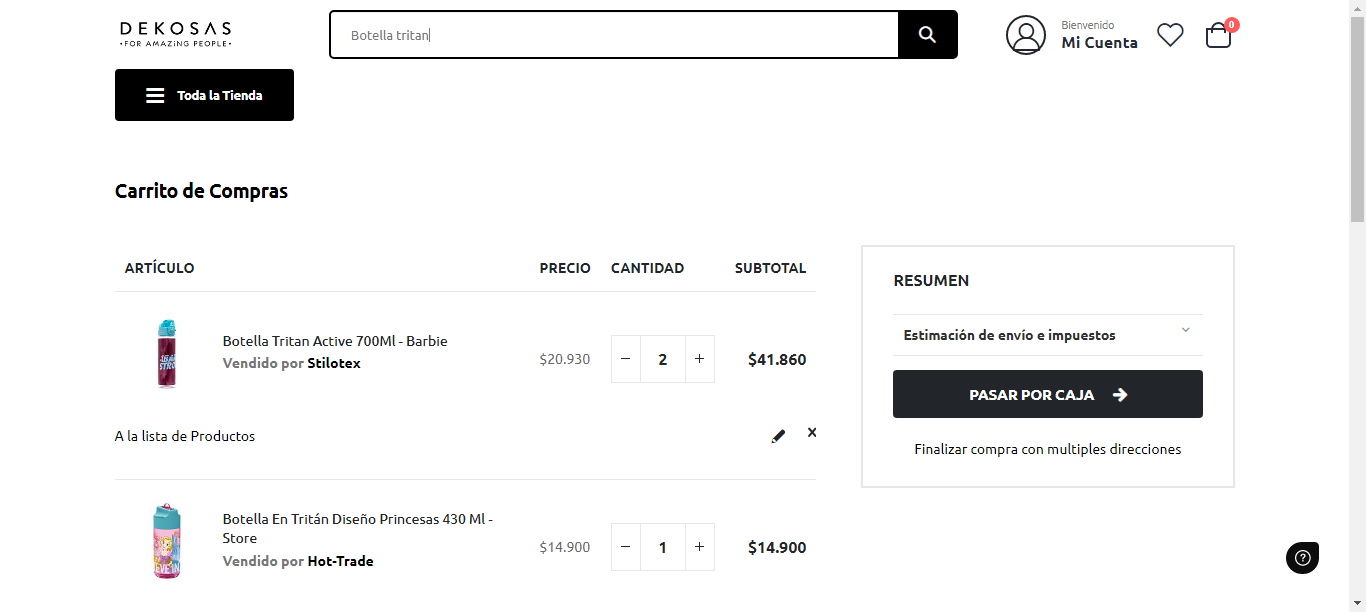 DEKOSAS
•FOR AMAZING PEOPLE•
Botella tritan
Bienvenido
Mi Cuenta
0
Toda la Tienda
Carrito de Compras
ARTÍCULO PRECIO CANTIDAD SUBTOTAL
Botella Tritan Active 700Ml - Barbie
Vendido por Stilotex
$20.930 − 2 + $41.860
A la lista de Productos
Botella En Tritán Diseño Princesas 430 Ml -
Store
Vendido por Hot-Trade
$14.900 − 1 + $14.900
RESUMEN
Estimación de envío e impuestos
PASAR POR CAJA
Finalizar compra con multiples direcciones